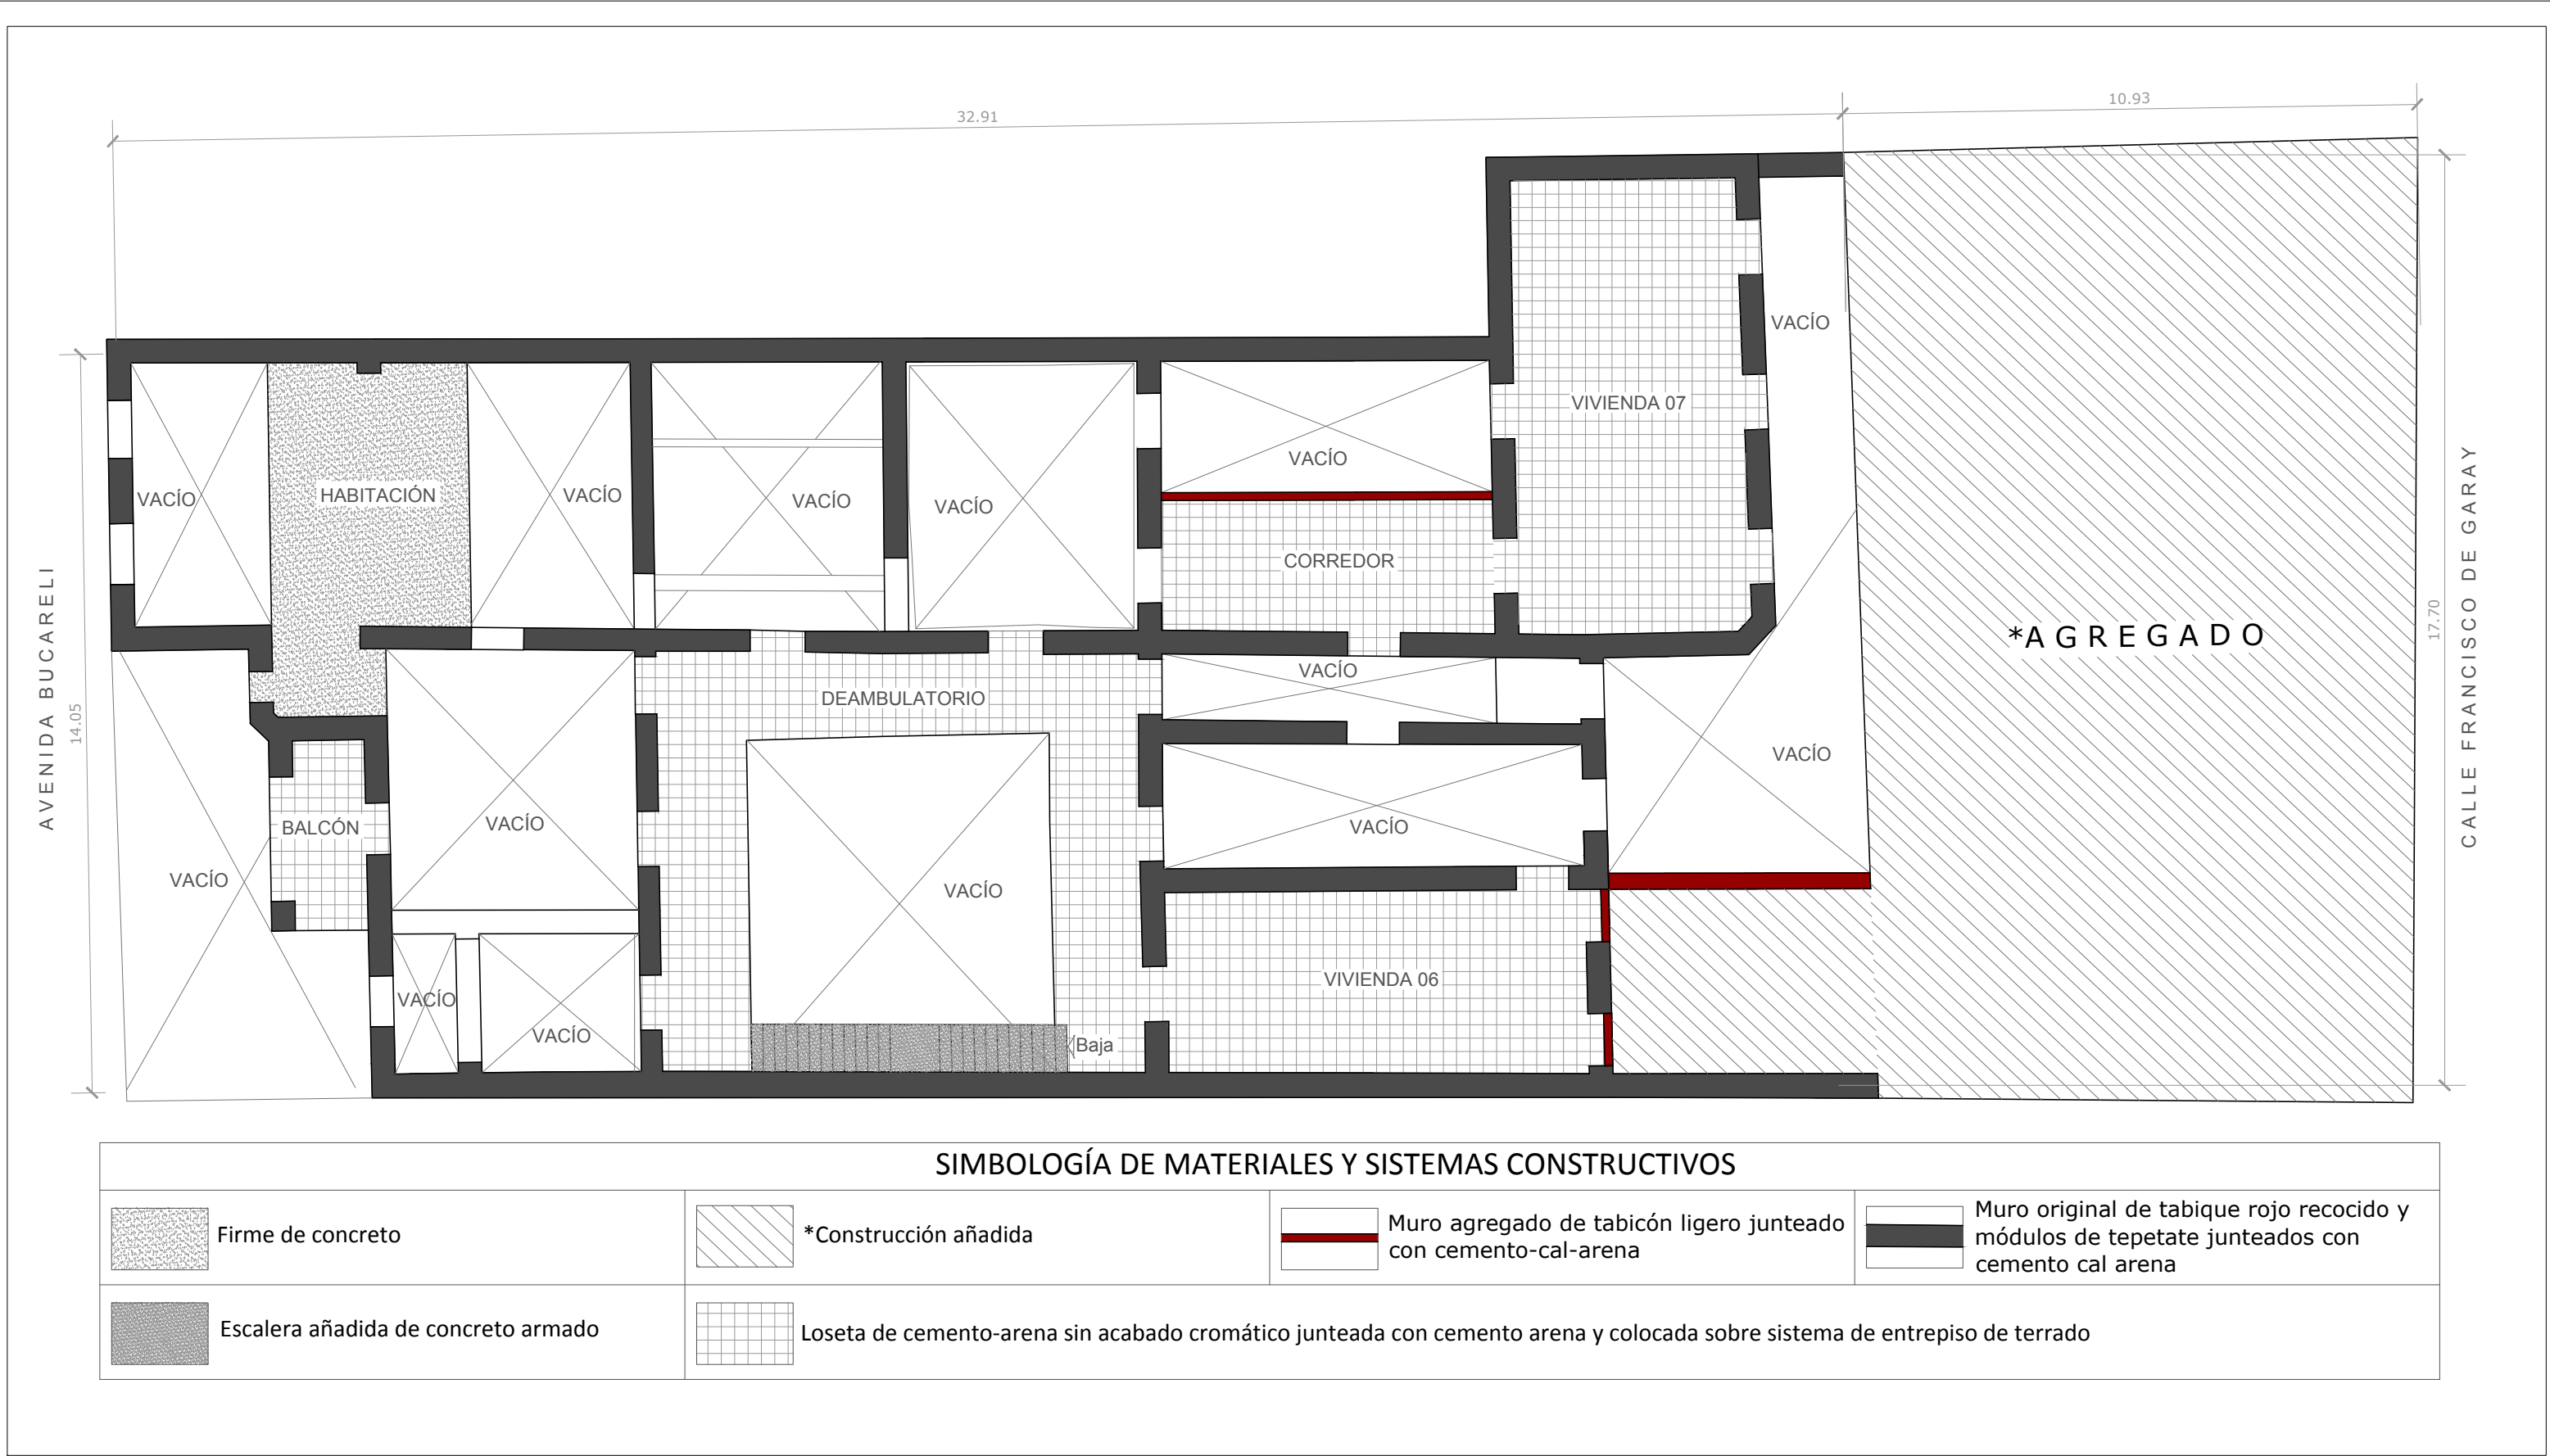 32.91
10.93
VACÍO
VIVIENDA 07
VACÍO
HABITACIÓN
VACÍO
VACÍO
VACÍO
VACÍO
CORREDOR
AVENIDA BUCARELI
14.05
CALLE FRANCISCO DE GARAY
17.70
*AGREGADO
VACÍO
DEAMBULATORIO
VACÍO
BALCÓN
VACÍO
VACÍO
VACÍO
VACÍO
VIVIENDA 06
VACÍO
VACÍO
Baja
SIMBOLOGÍA DE MATERIALES Y SISTEMAS CONSTRUCTIVOS
Firme de concreto
*Construcción añadida
Muro agregado de tabicón ligero junteado
con cemento-cal-arena
Muro original de tabique rojo recocido y
módulos de tepetate junteados con
cemento cal arena
Escalera añadida de concreto armado
Loseta de cemento-arena sin acabado cromático junteada con cemento arena y colocada sobre sistema de entrepiso de terrado
VACÍO